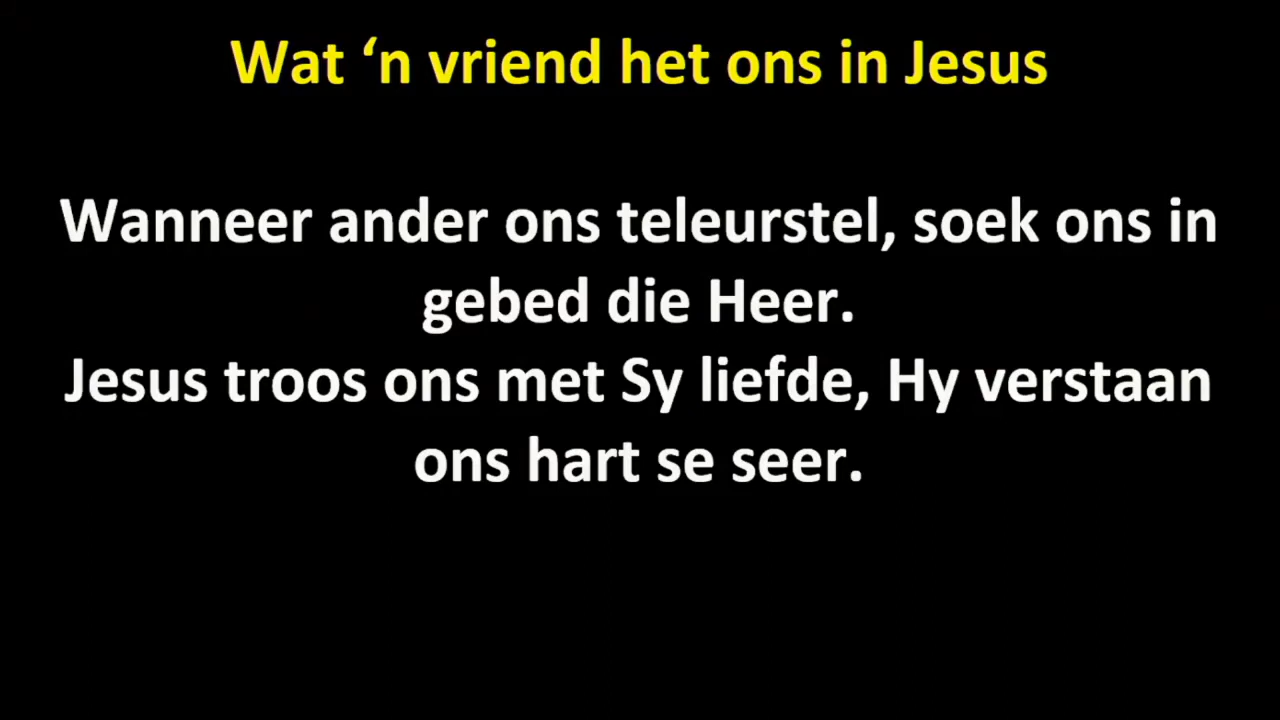 Wat ‘n vriend het ons in Jesus
Wanneer ander ons teleurstel, soek ons in
gebed die Heer.
Jesus troos ons met Sy liefde, Hy verstaan
ons hart se seer.